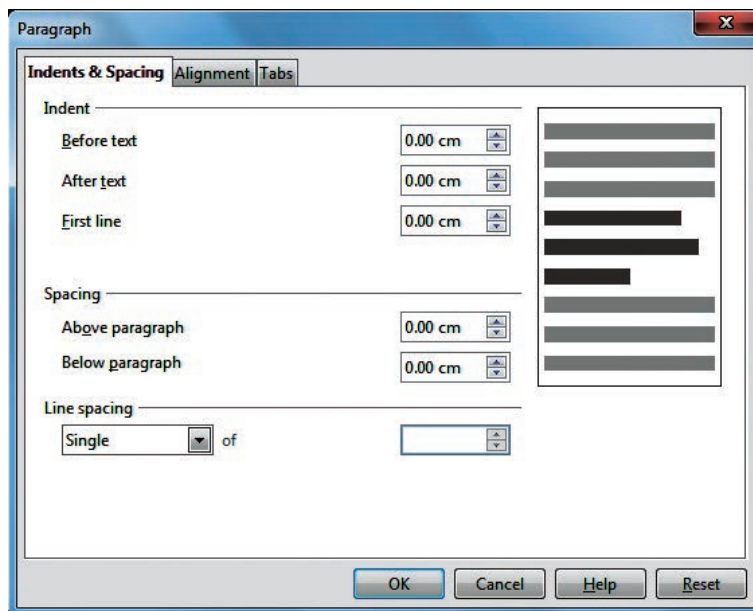 Paragraph
Indents & Spacing Alignment Tabs
Indent
Before text 0.00 cm
After text 0.00 cm
First line 0.00 cm
Spacing
Above paragraph 0.00 cm
Below paragraph 0.00 cm
Line spacing
Single of
OK Cancel Help Reset